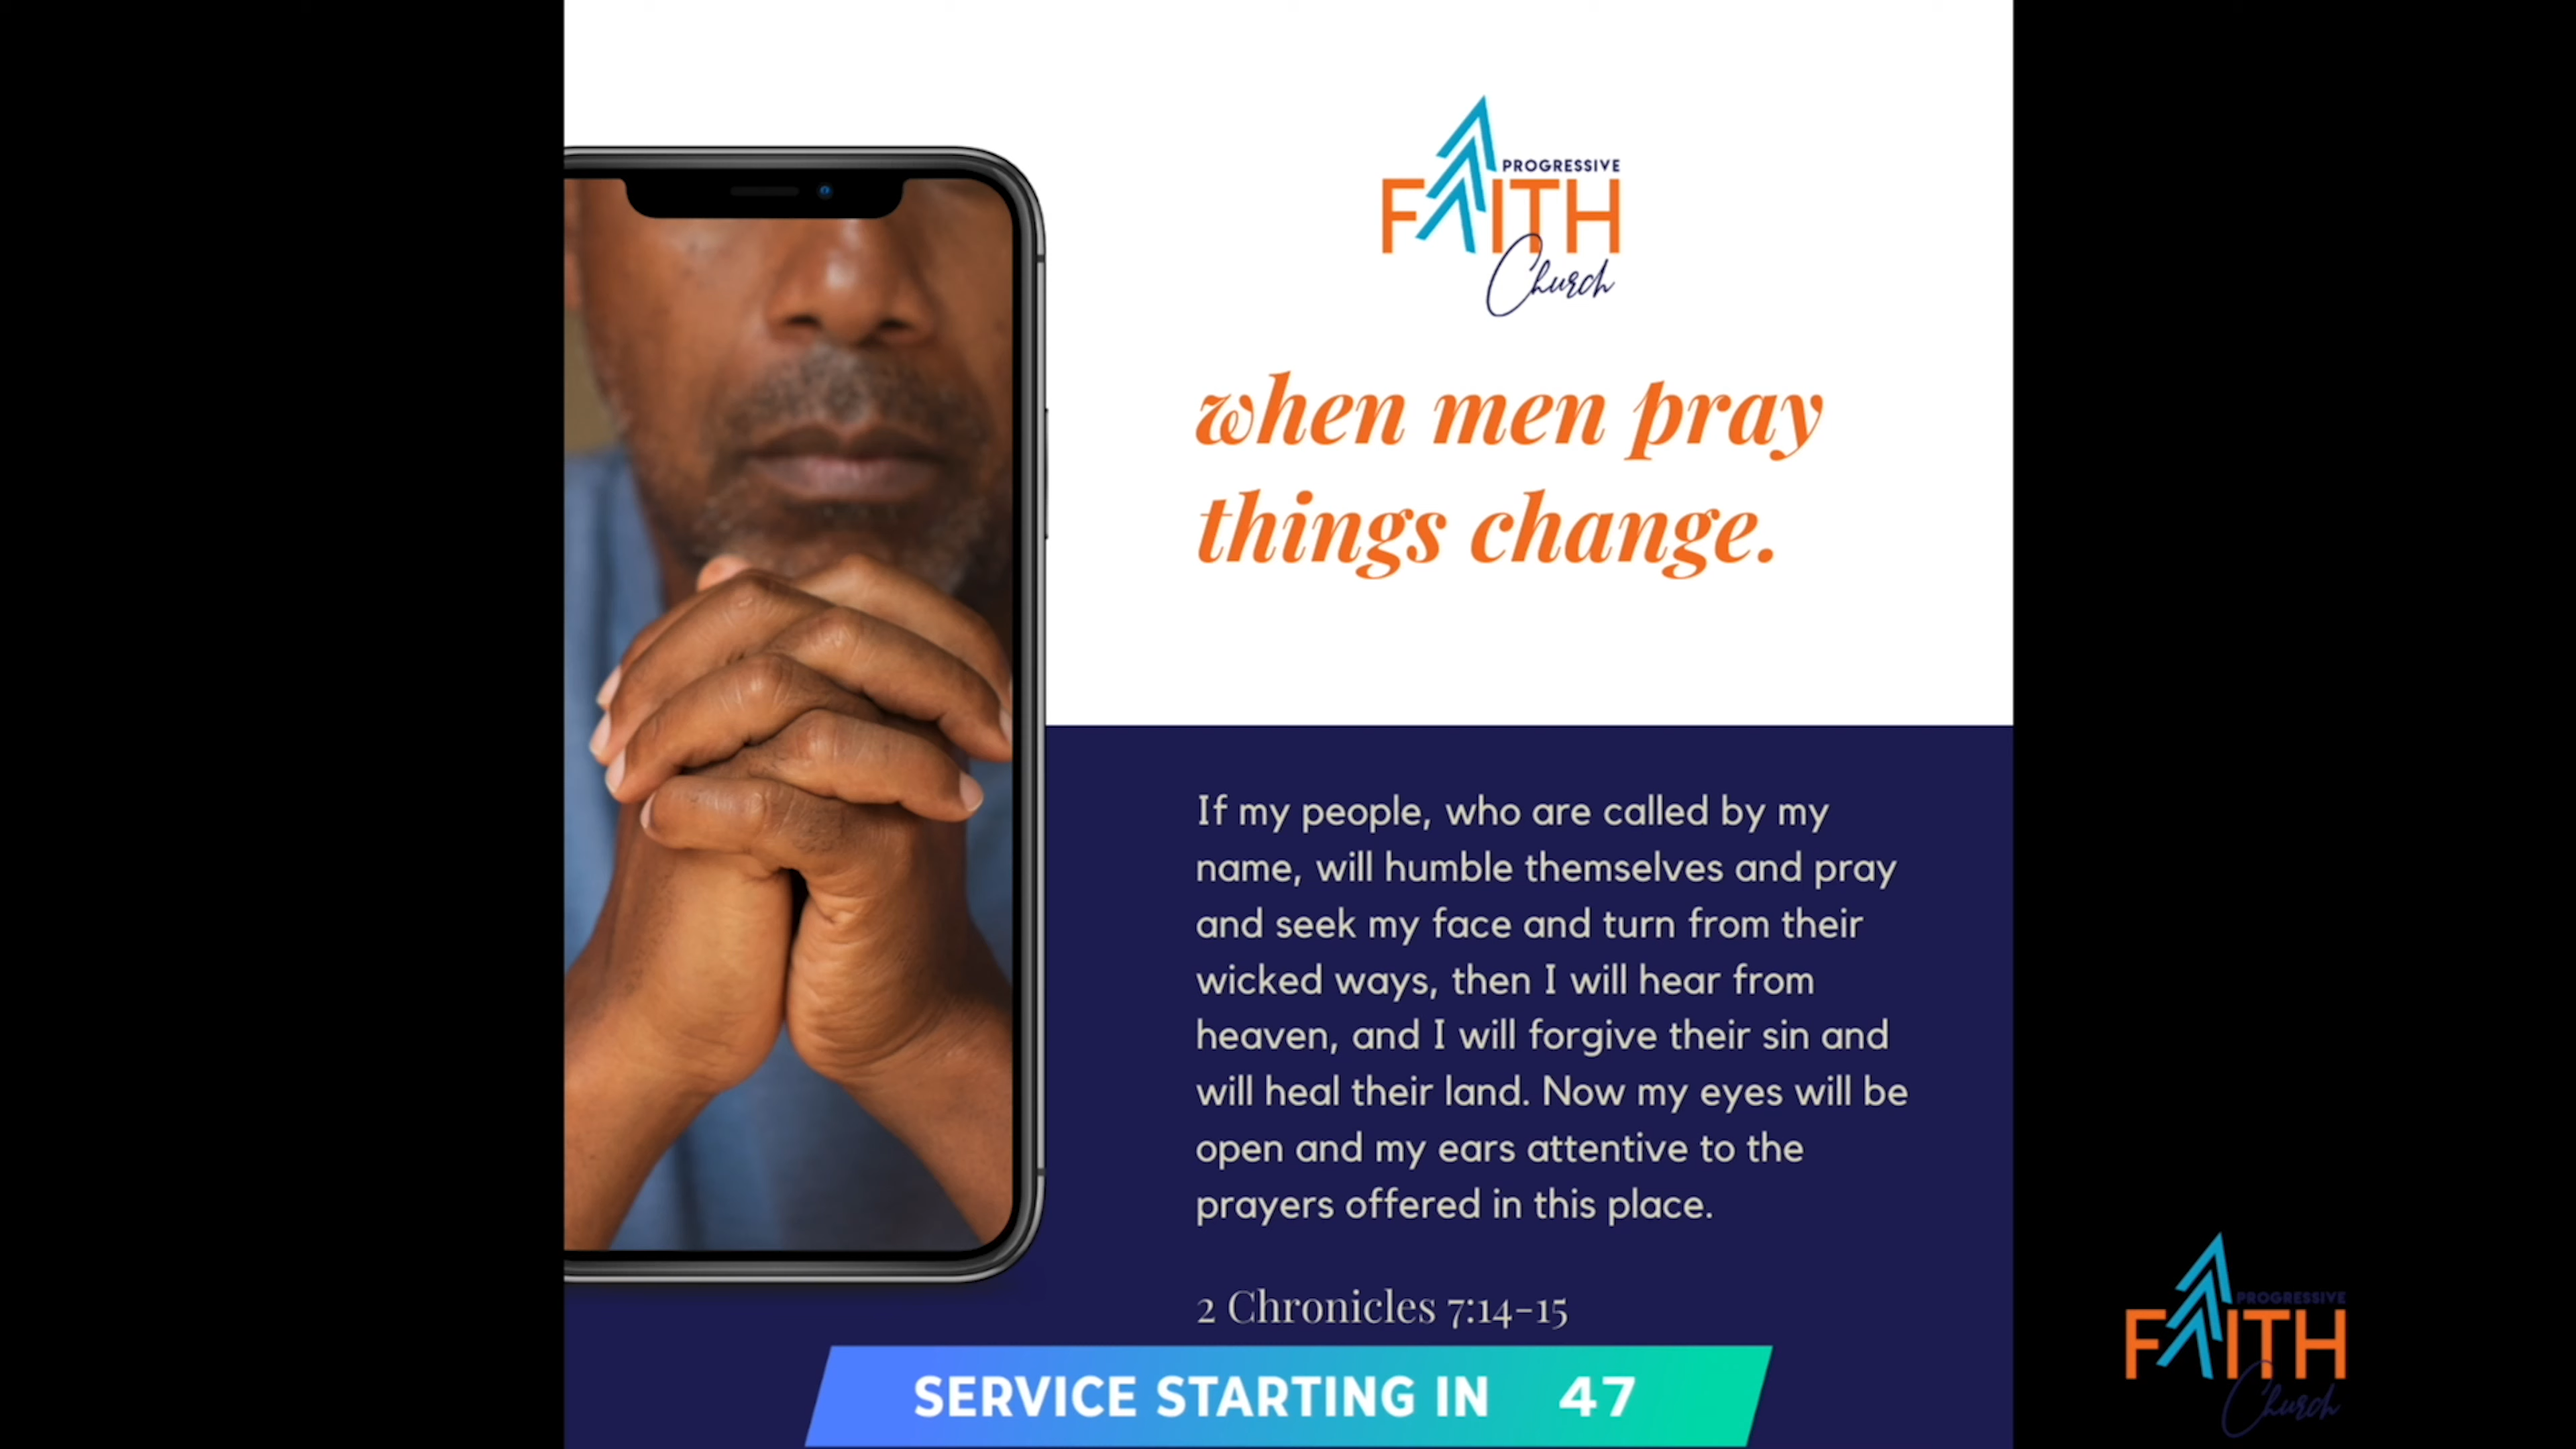 PROGRESSIVE
FAITH
Church
when men pray
things change.
If my people, who are called by my
name, will humble themselves and pray
and seek my face and turn from their
wicked ways, then I will hear from
heaven, and I will forgive their sin and
will heal their land. Now my eyes will be
open and my ears attentive to the
prayers offered in this place.
2 Chronicles 7:14-15
SERVICE STARTING IN 47
PROGRESSIVE
FAITH
Church